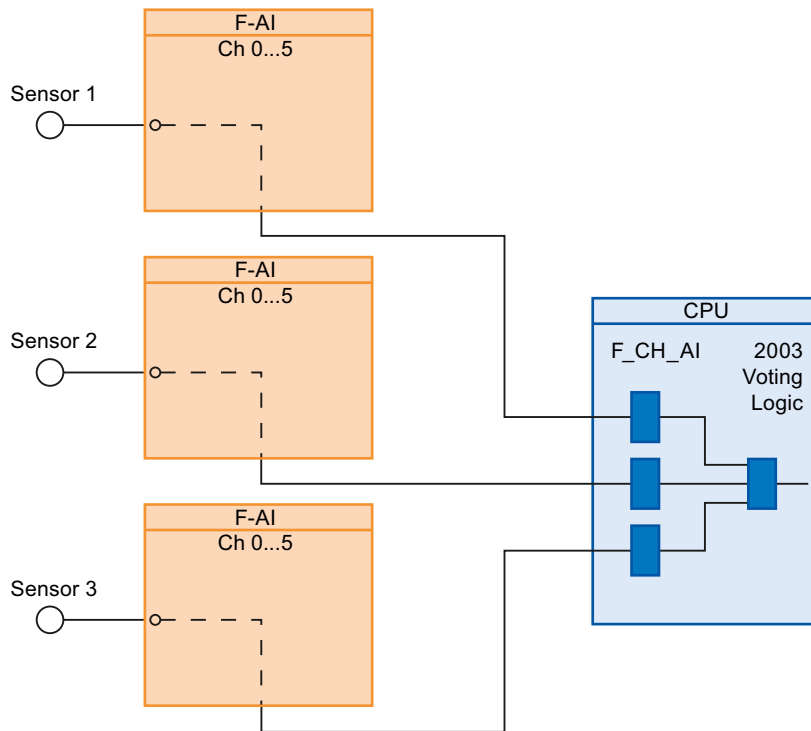 F-AI
Ch 0...5
Sensor 1
F-AI
Ch 0...5
Sensor 2
CPU
F_CH_AI
2003
Voting
Logic
F-AI
Ch 0...5
Sensor 3